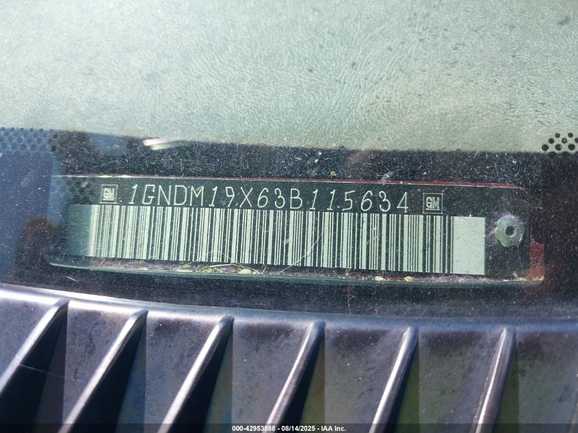 GM 1GNDM19X63B115634 GM
000-42953888 - 08/14/2025 - IAA Inc.